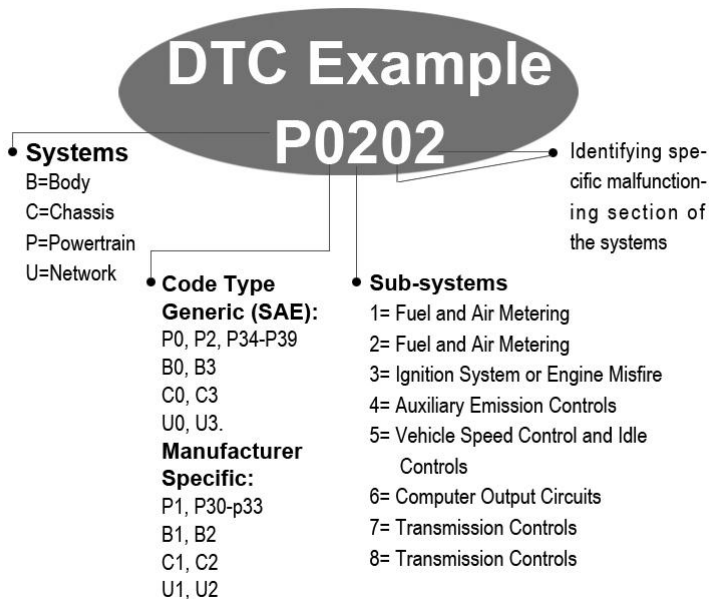 DTC Example
P0202
Systems
B=Body
C=Chassis
P=Powertrain
U=Network
Identifying spe-
cific malfunction-
ing section of
the systems
Code Type
Generic (SAE):
P0, P2, P34-P39
B0, B3
C0, C3
U0, U3.
Manufacturer
Specific:
P1, P30-p33
B1, B2
C1, C2
U1, U2
Sub-systems
1= Fuel and Air Metering
2= Fuel and Air Metering
3= Ignition System or Engine Misfire
4= Auxiliary Emission Controls
5= Vehicle Speed Control and Idle
Controls
6= Computer Output Circuits
7= Transmission Controls
8= Transmission Controls